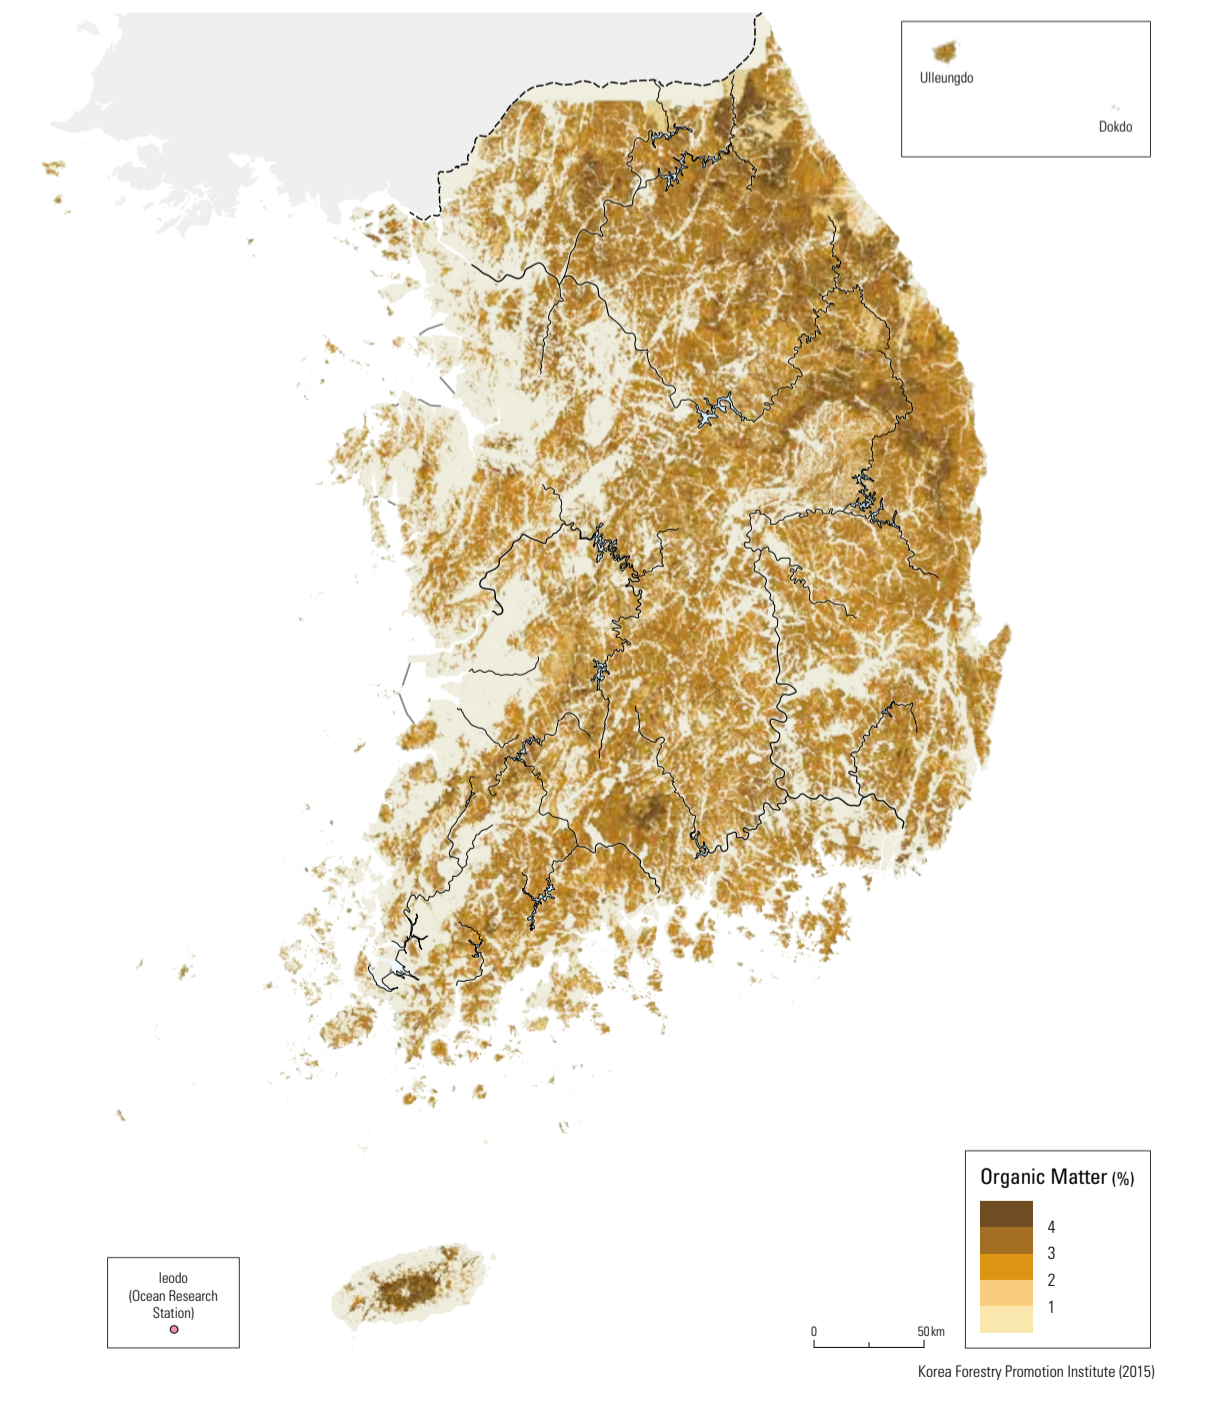 Ulleungdo
Dokdo
Organic Matter (%)
4
3
2
1
Ieodo
(Ocean Research
Station)
0
50 km
Korea Forestry Promotion Institute (2015)